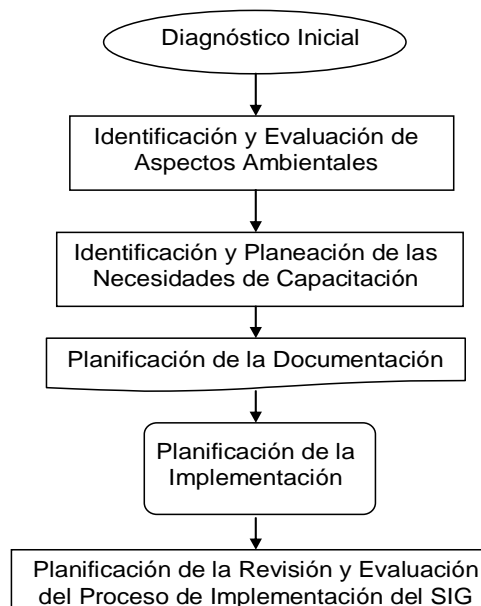 Diagnóstico Inicial
Identificación y Evaluación de
Aspectos Ambientales
Identificación y Planeación de las
Necesidades de Capacitación
Planificación de la Documentación
Planificación de la
Implementación
Planificación de la Revisión y Evaluación
del Proceso de Implementación del SIG